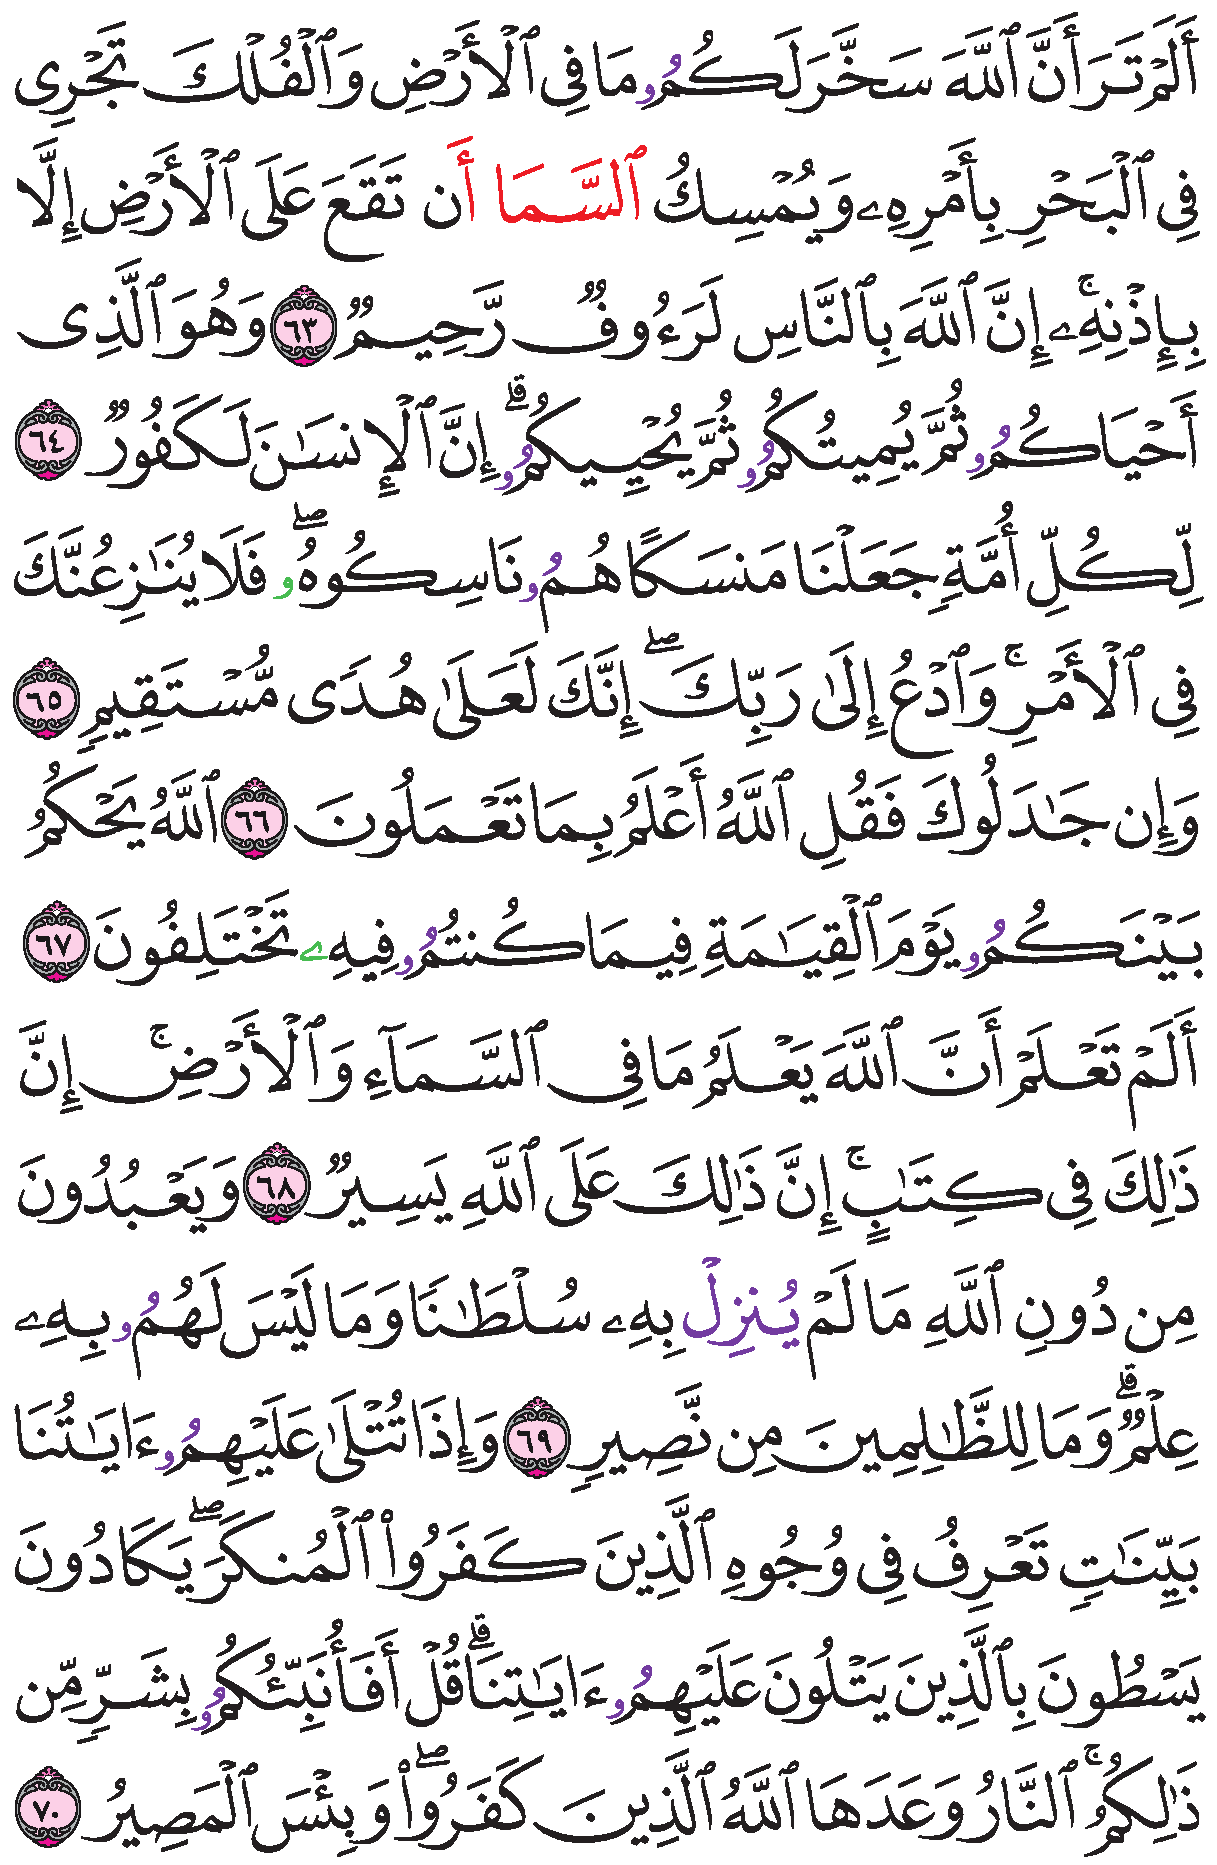 أَلَمْ تَرَ أَنَّ ٱللَّهَ سَخَّرَ لَكُمُۥ مَا فِى ٱلْأَرْضِ وَٱلْفُلْكَ تَجْرِى
فِى ٱلْبَحْرِ بِأَمْرِهِۦ وَيُمْسِكُ ٱلسَّمَا أَن تَقَعَ عَلَى ٱلْأَرْضِ إِلَّا
بِإِذْنِهِۦٓۚ إِنَّ ٱللَّهَ بِٱلنَّاسِ لَرَءُوفٌ رَّحِيمٌ ٦٣ وَهُوَ ٱلَّذِى
أَحْيَاكُمُۥ ثُمَّ يُمِيتُكُمُۥ ثُمَّ يُحْيِيكُمُۥۗ إِنَّ ٱلْإِنسَٰنَ لَكَفُورٌ ٦٤
لِّكُلِّ أُمَّةٍ جَعَلْنَا مَنسَكًا هُمُۥ نَاسِكُوهُۥۖ فَلَا يُنَٰزِعُنَّكَ
فِى ٱلْأَمْرِۚ وَٱدْعُ إِلَىٰ رَبِّكَۖ إِنَّكَ لَعَلَىٰ هُدًى مُّسْتَقِيمٍ ٦٥
وَإِن جَٰدَلُوكَ فَقُلِ ٱللَّهُ أَعْلَمُ بِمَا تَعْمَلُونَ ٦٦ ٱللَّهُ يَحْكُمُ
بَيْنَكُمُۥ يَوْمَ ٱلْقِيَٰمَةِ فِيمَا كُنتُمُۥ فِيهِۦ تَخْتَلِفُونَ ٦٧
أَلَمْ تَعْلَمْ أَنَّ ٱللَّهَ يَعْلَمُ مَا فِى ٱلسَّمَآءِ وَٱلْأَرْضِۚ إِنَّ
ذَٰلِكَ فِى كِتَٰبٍۚ إِنَّ ذَٰلِكَ عَلَى ٱللَّهِ يَسِيرٌ ٦٨ وَيَعْبُدُونَ
مِن دُونِ ٱللَّهِ مَا لَمْ يُنزِلْ بِهِۦ سُلْطَٰنًا وَمَا لَيْسَ لَهُمُۥ بِهِۦ
عِلْمٌۗ وَمَا لِلظَّٰلِمِينَ مِن نَّصِيرٍ ٦٩ وَإِذَا تُتْلَىٰ عَلَيْهِمُۥ ءَايَٰتُنَا
بَيِّنَٰتٍ تَعْرِفُ فِى وُجُوهِ ٱلَّذِينَ كَفَرُوا۟ ٱلْمُنكَرَۖ يَكَادُونَ
يَسْطُونَ بِٱلَّذِينَ يَتْلُونَ عَلَيْهِمُۥ ءَايَٰتِنَاۗ قُلْ أَفَأُنَبِّئُكُمُۥ بِشَرٍّ مِّن
ذَٰلِكُمُۚ ٱلنَّارُ وَعَدَهَا ٱللَّهُ ٱلَّذِينَ كَفَرُوا۟ۖ وَبِئْسَ ٱلْمَصِيرُ ٧٠